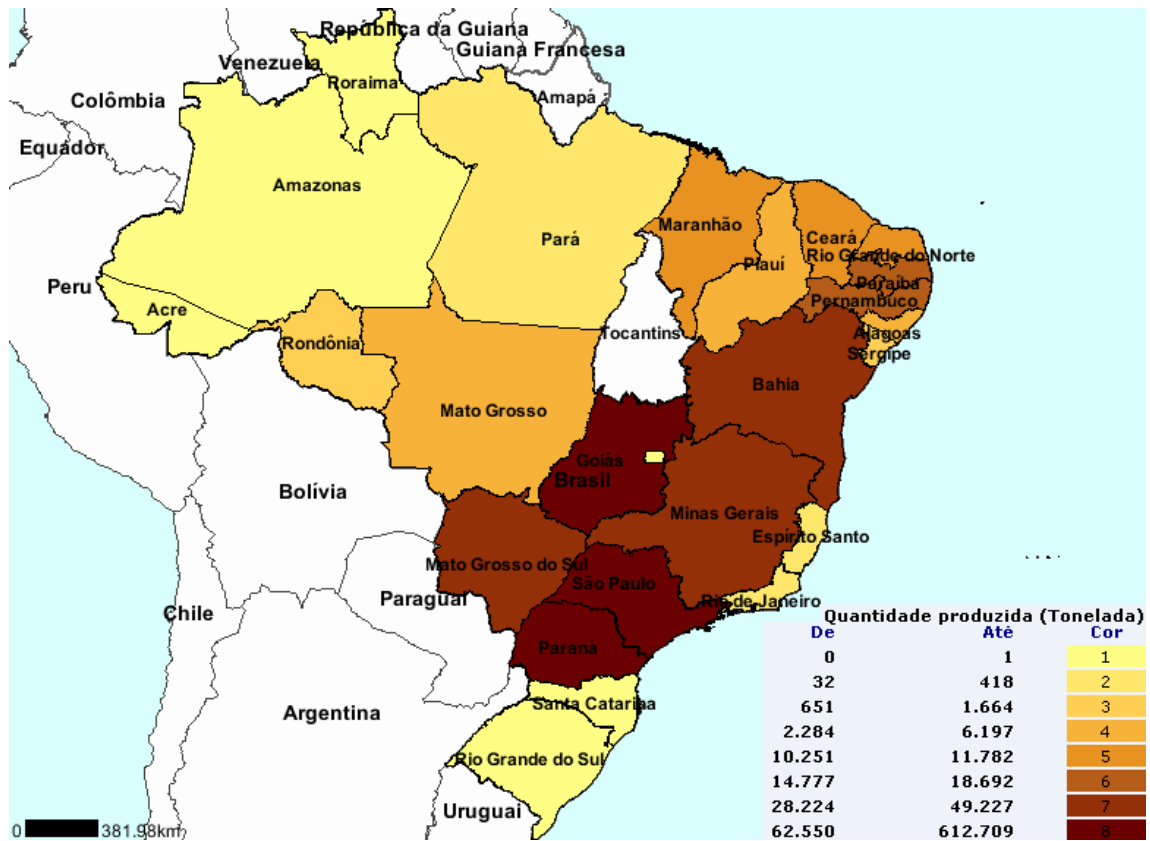 República da Guiana
Guiana Francesa
Venezuela
Roraima
Colômbia
Amapá
Equador
Amazonas
Maranhão
Pará
Ceará
Rio Grande do Norte
Piauí
Peru
Paraíba
Pernambuco
Acre
Tocantins
Alagoas
Rondônia
Sergipe
Bahia
Mato Grosso
Goiás
Brasil
Bolívia
Minas Gerais
Espírito Santo
Mato Grosso do Sul
São Paulo
Paraguai
Rio de Janeiro
Chile
Paraná
Santa Catarina
Argentina
Rio Grande do Sul
Uruguai
0 381.98km
Quantidade produzida (Tonelada)
De Até Cor
0 1 1
32 418 2
651 1.664 3
2.284 6.197 4
10.251 11.782 5
14.777 18.692 6
28.224 49.227 7
62.550 612.709 8